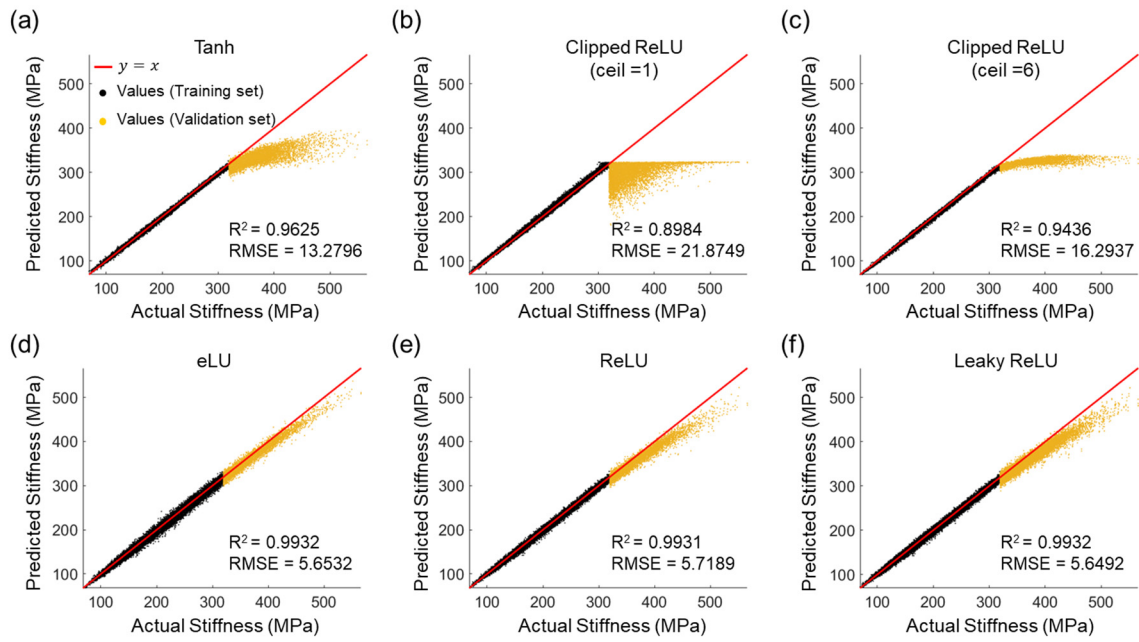 (a)
Tanh
y = x
Values (Training set)
Values (Validation set)
500
400
300
200
100
Predicted Stiffness (MPa)
R² = 0.9625
RMSE = 13.2796
100 200 300 400 500
Actual Stiffness (MPa)
(b)
Clipped ReLU
(ceil =1)
500
400
300
200
100
Predicted Stiffness (MPa)
R² = 0.8984
RMSE = 21.8749
100 200 300 400 500
Actual Stiffness (MPa)
(c)
Clipped ReLU
(ceil =6)
500
400
300
200
100
Predicted Stiffness (MPa)
R² = 0.9436
RMSE = 16.2937
100 200 300 400 500
Actual Stiffness (MPa)
(d)
eLU
500
400
300
200
100
Predicted Stiffness (MPa)
R² = 0.9932
RMSE = 5.6532
100 200 300 400 500
Actual Stiffness (MPa)
(e)
ReLU
500
400
300
200
100
Predicted Stiffness (MPa)
R² = 0.9931
RMSE = 5.7189
100 200 300 400 500
Actual Stiffness (MPa)
(f)
Leaky ReLU
500
400
300
200
100
Predicted Stiffness (MPa)
R² = 0.9932
RMSE = 5.6492
100 200 300 400 500
Actual Stiffness (MPa)